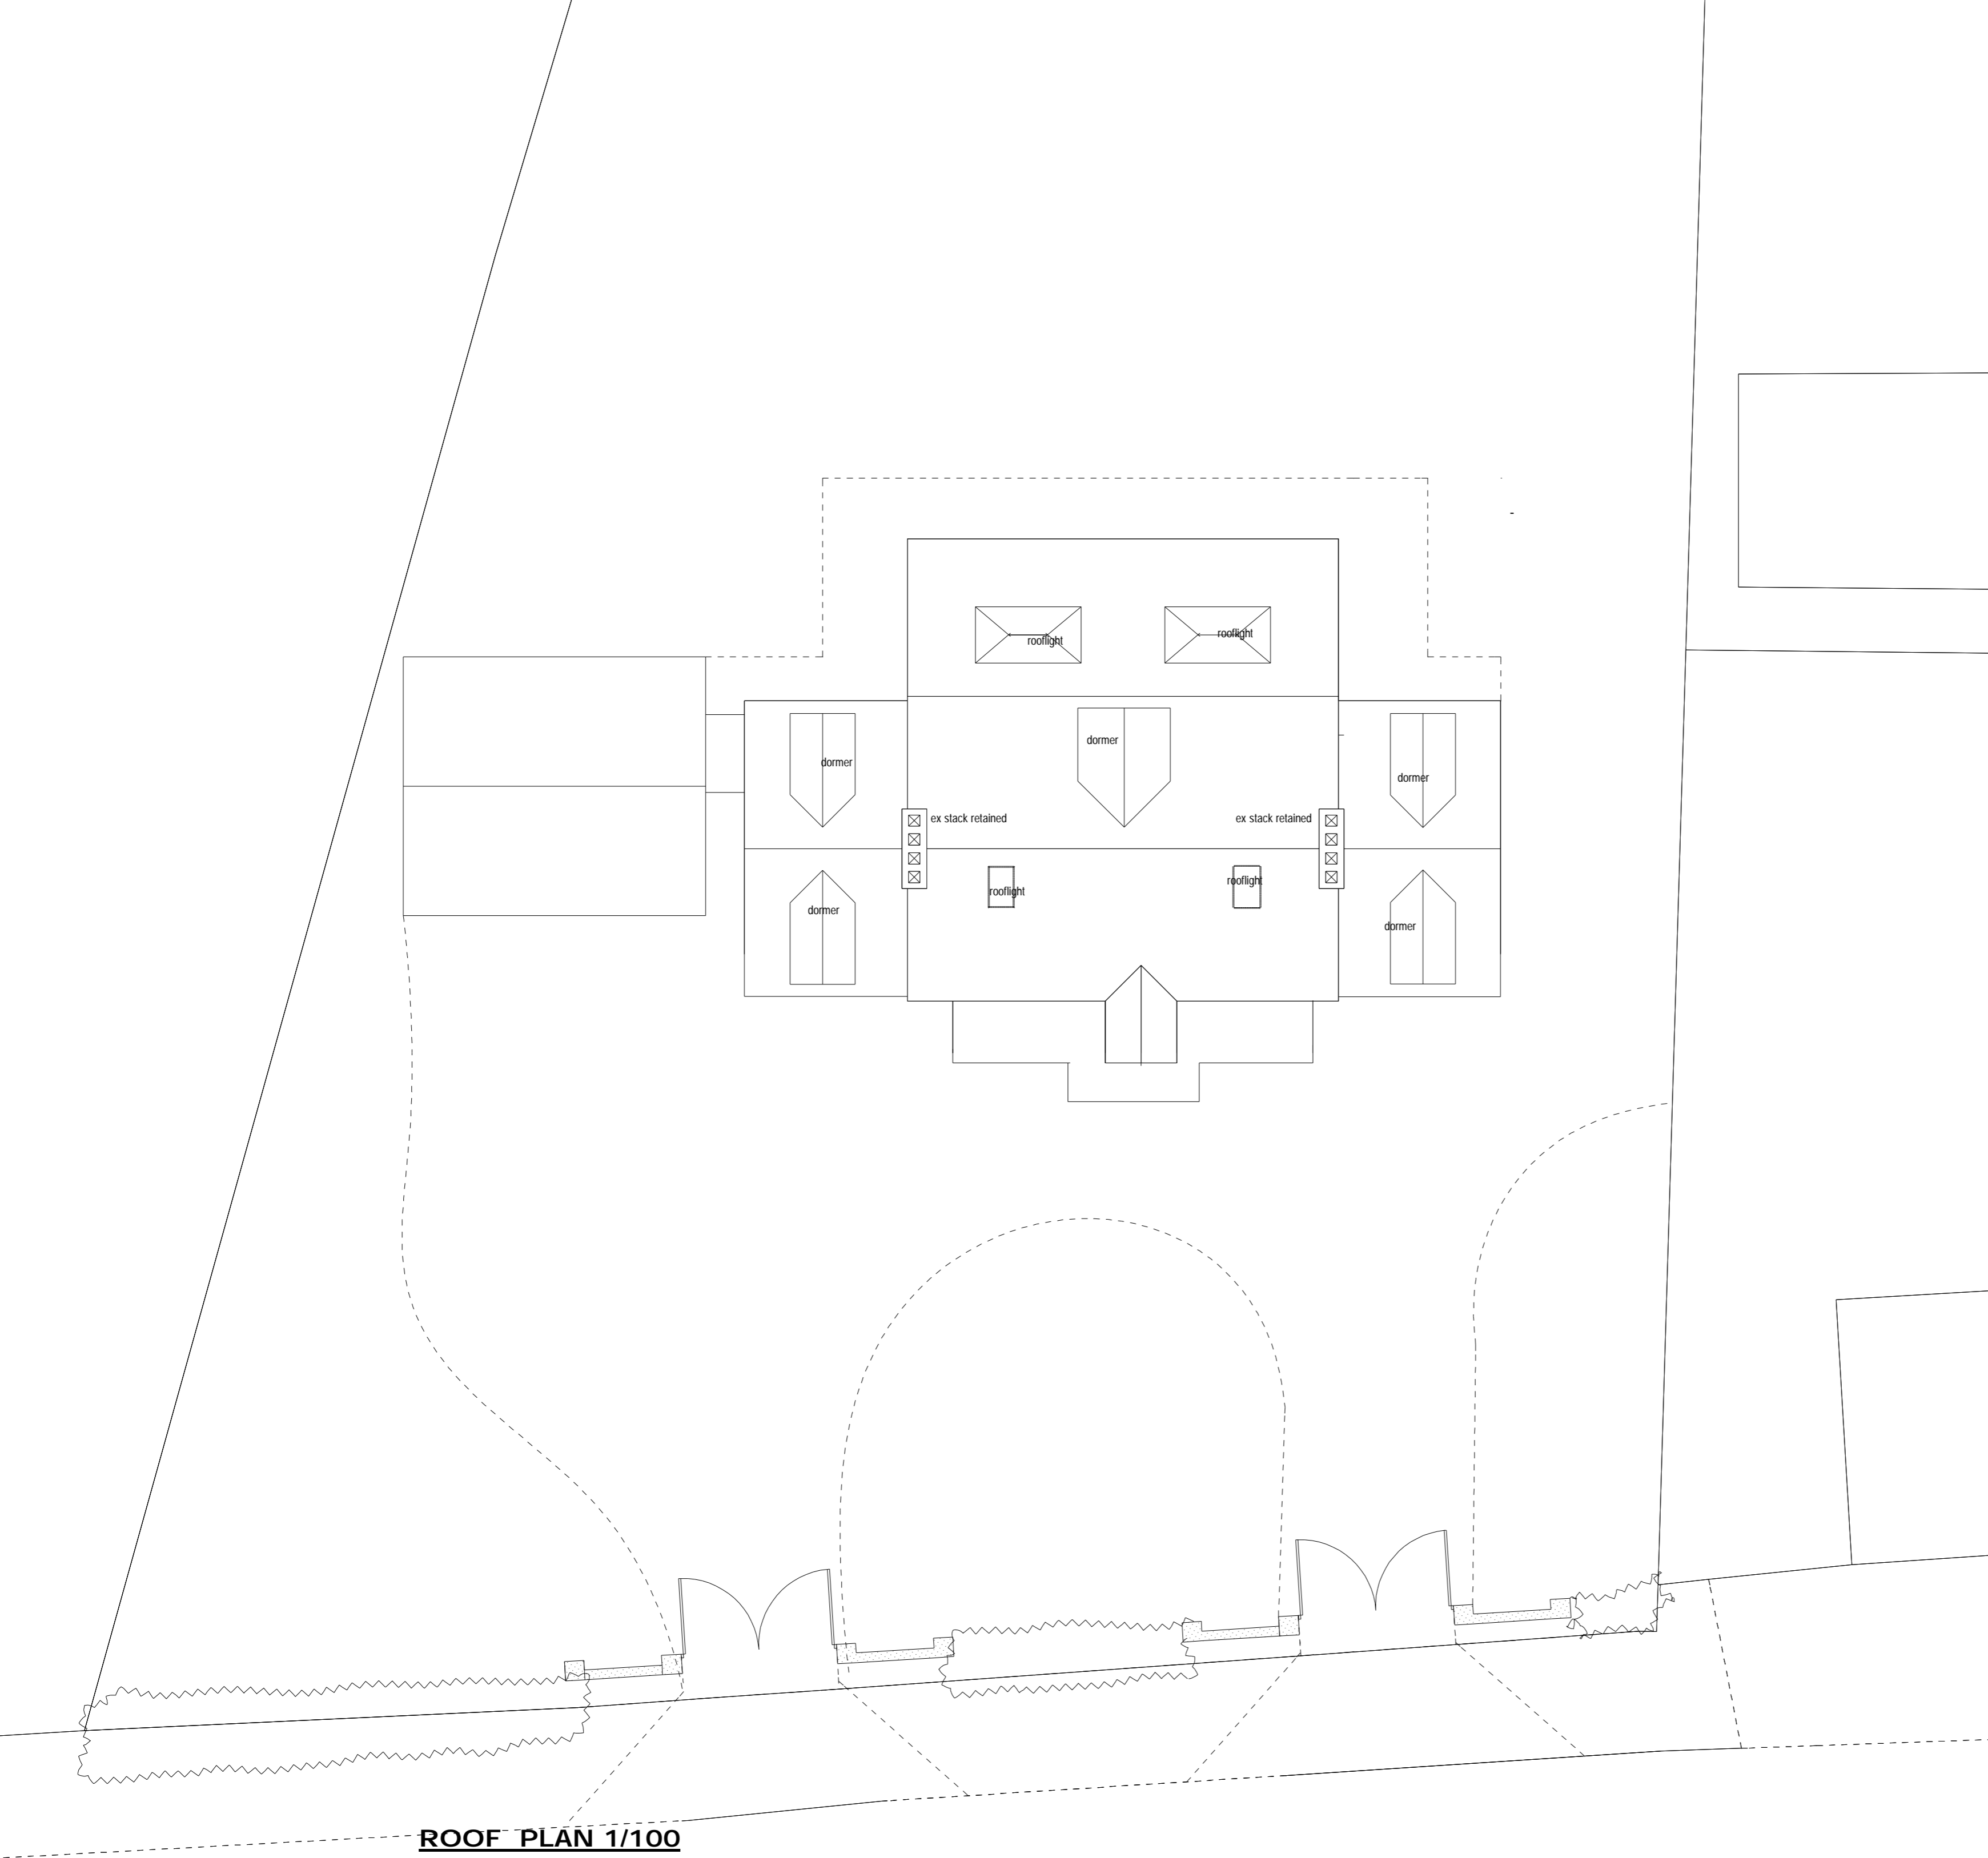 rooflight
rooflight
dormer
dormer
dormer
ex stack retained
ex stack retained
rooflight
rooflight
dormer
dormer
ROOF PLAN 1/100